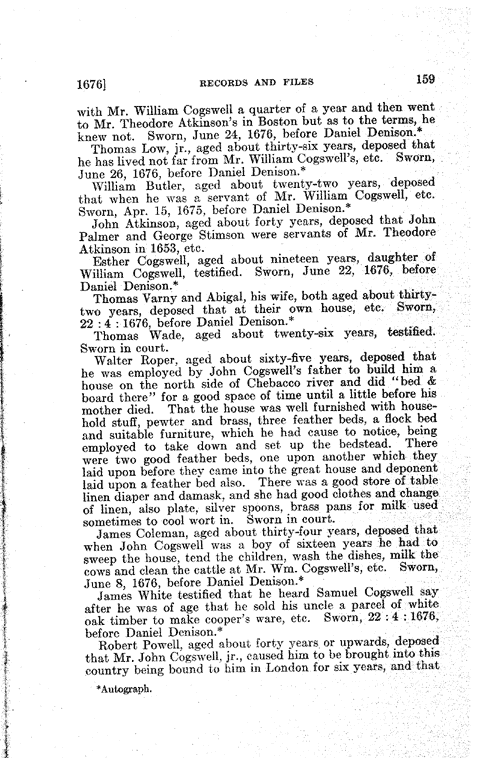 1676] RECORDS AND FILES 159
with Mr. William Cogswell a quarter of a year and then went
to Mr. Theodore Atkinson's in Boston but as to the terms, he
knew not. Sworn, June 24, 1676, before Daniel Denison.*
Thomas Low, jr., aged about thirty-six years, deposed that
he has lived not far from Mr. William Cogswell's, etc. Sworn,
June 26, 1676, before Daniel Denison.*
William Butler, aged about twenty-two years, deposed
that when he was a servant of Mr. William Cogswell, etc.
Sworn, Apr. 15, 1675, before Daniel Denison.*
John Atkinson, aged about forty years, deposed that John
Palmer and George Stimson were servants of Mr. Theodore
Atkinson in 1653, etc.
Esther Cogswell, aged about nineteen years, daughter of
William Cogswell, testified. Sworn, June 22, 1676, before
Daniel Denison.*
Thomas Varny and Abigal, his wife, both aged about thirty-
two years, deposed that at their own house, etc. Sworn,
22 : 4 : 1676, before Daniel Denison.*
Thomas Wade, aged about twenty-six years, testified.
Sworn in court.
Walter Roper, aged about sixty-five years, deposed that
he was employed by John Cogswell's father to build him a
house on the north side of Chebacco river and did "bed &
board there" for a good space of time until a little before his
mother died. That the house was well furnished with house-
hold stuff, pewter and brass, three feather beds, a flock bed
and suitable furniture, which he had cause to notice, being
employed to take down and set up the bedstead. There
were two good feather beds, one upon another which they
laid upon before they came into the great house and deponent
laid upon a feather bed also. There was a good store of table
linen diaper and damask, and she had good clothes and change
of linen, also plate, silver spoons, brass pans for milk used
sometimes to cool wort in. Sworn in court.
James Coleman, aged about thirty-four years, deposed that
when John Cogswell was a boy of sixteen years he had to
sweep the house, tend the children, wash the dishes, milk the
cows and clean the cattle at Mr. Wm. Cogswell's, etc. Sworn,
June 8, 1676, before Daniel Denison.*
James White testified that he heard Samuel Cogswell say
after he was of age that he sold his uncle a parcel of white
oak timber to make cooper's ware, etc. Sworn, 22 : 4 : 1676,
before Daniel Denison.*
Robert Powell, aged about forty years or upwards, deposed
that Mr. John Cogswell, jr., caused him to be brought into this
country being bound to him in London for six years, and that
*Autograph.